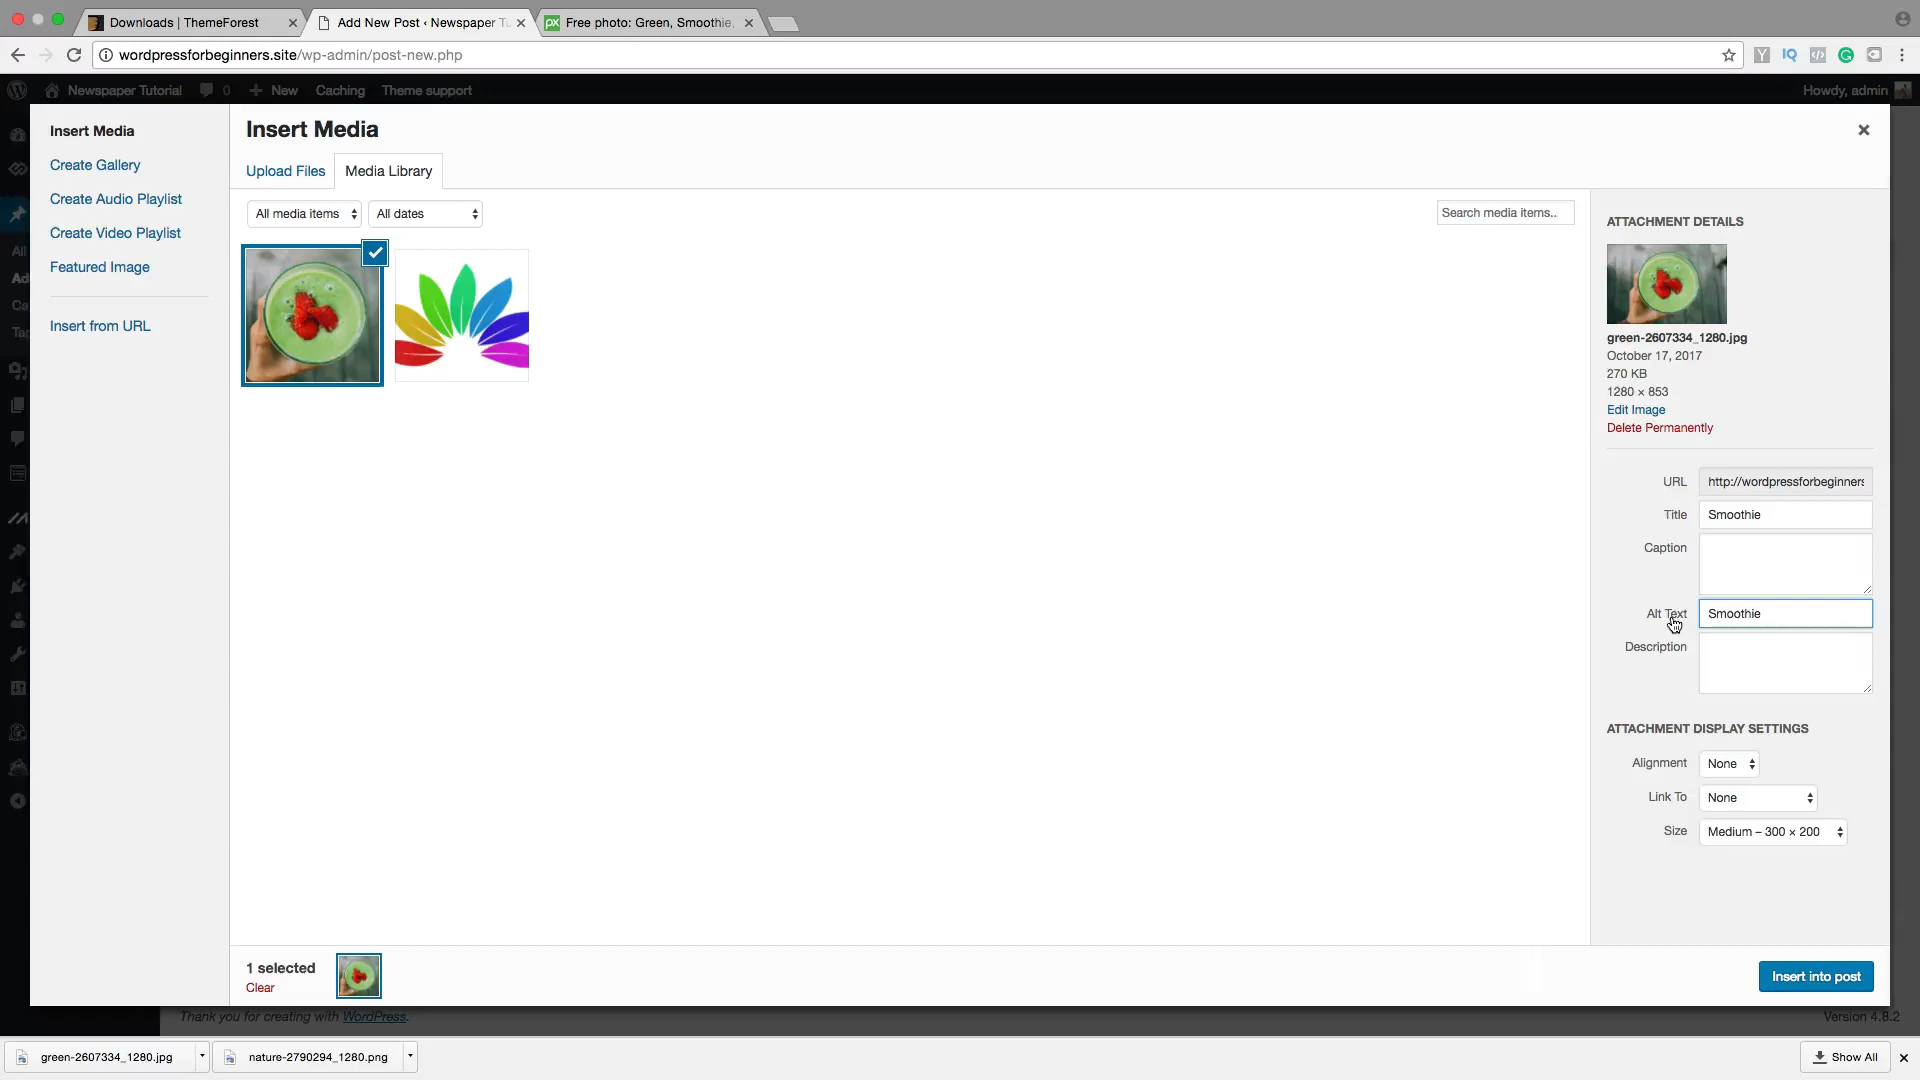 Downloads | ThemeForest
Add New Post ‹ Newspaper Tu
Free photo: Green, Smoothie,
wordpressforbeginners.site/wp-admin/post-new.php
Newspaper Tutorial
0
New
Caching
Theme support
Howdy, admin
Insert Media
Create Gallery
Create Audio Playlist
Create Video Playlist
Featured Image
Insert from URL
Insert Media
Upload Files
Media Library
All media items
All dates
Search media items...
ATTACHMENT DETAILS
green-2607334_1280.jpg
October 17, 2017
270 KB
1280 × 853
Edit Image
Delete Permanently
URL
http://wordpressforbeginners
Title
Smoothie
Caption
Alt Text
Smoothie
Description
ATTACHMENT DISPLAY SETTINGS
Alignment
None
Link To
None
Size
Medium – 300 × 200
1 selected
Clear
Insert into post
All
Ad
Ca
Tag
Thank you for creating with WordPress.
Version 4.8.2
green-2607334_1280.jpg
nature-2790294_1280.png
Show All